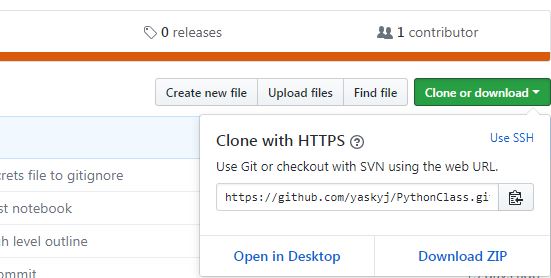 0 releases
1 contributor
Create new file
Upload files
Find file
Clone or download
Clone with HTTPS
Use SSH
Use Git or checkout with SVN using the web URL.
https://github.com/yaskyj/PythonClass.gi
Open in Desktop
Download ZIP
crets file to gitignore
st notebook
h level outline
ommit